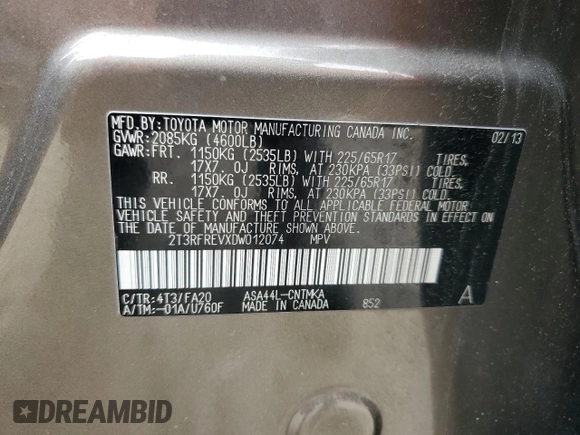 MFD.BY:TOYOTA MOTOR MANUFACTURING CANADA INC. 02/13
GVWR:2085KG (4600LB)
GAWR:FRT. 1150KG (2535LB) WITH 225/65R17 TIRES,
17X7 0J RIMS, AT 230KPA (33PSI) COLD.
RR. 1150KG (2535LB) WITH 225/65R17 TIRES,
17X7 0J RIMS, AT 230KPA (33PSI) COLD.
THIS VEHICLE CONFORMS TO ALL APPLICABLE FEDERAL MOTOR
VEHICLE SAFETY AND THEFT PREVENTION STANDARDS IN EFFECT ON
THE DATE OF MANUFACTURE SHOWN ABOVE.
2T3RFREVXDW012074 MPV
C/TR:4T3/FA20 ASA44L-CNTMKA A
A/TM:-01A/U760F MADE IN CANADA 852
DREAMBID